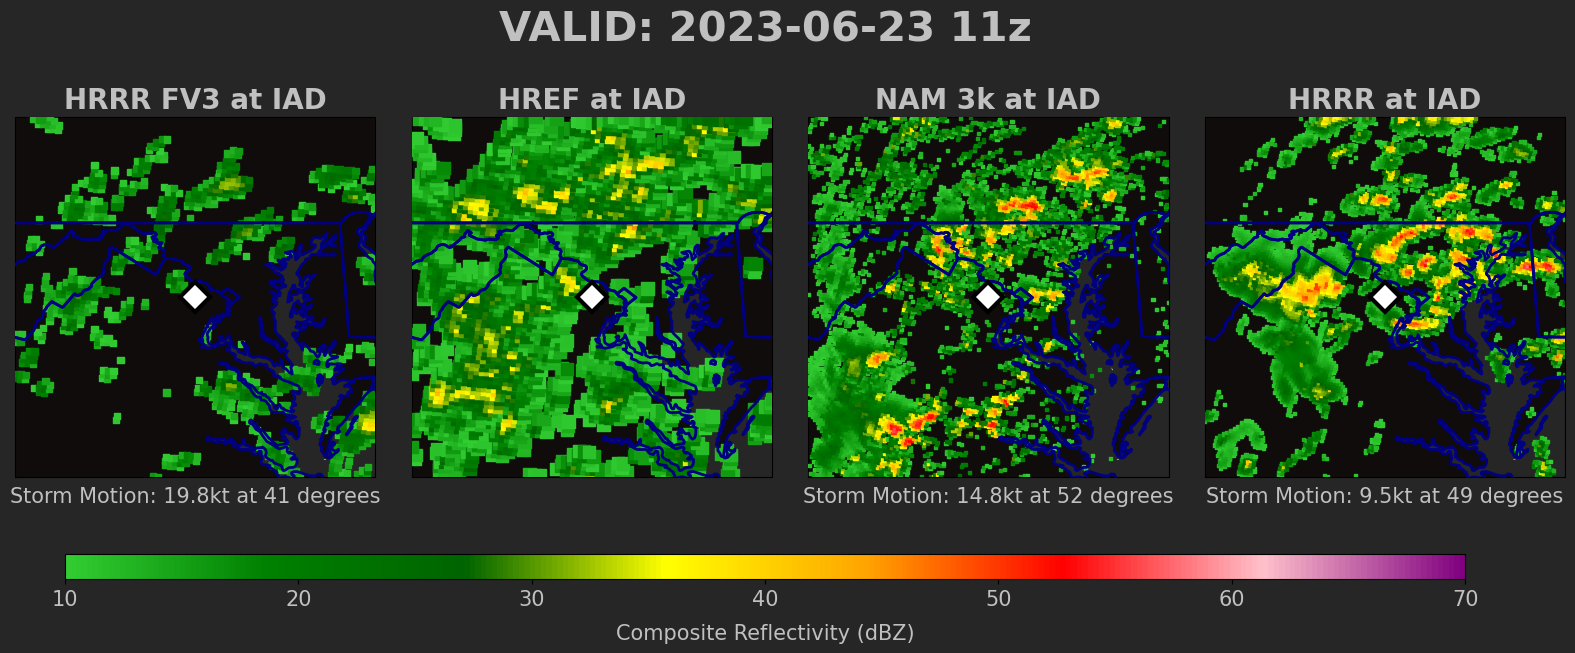 VALID: 2023-06-23 11z
HRRR FV3 at IAD
HREF at IAD
NAM 3k at IAD
HRRR at IAD
Storm Motion: 19.8kt at 41 degrees
Storm Motion: 14.8kt at 52 degrees
Storm Motion: 9.5kt at 49 degrees
10 20 30 40 50 60 70
Composite Reflectivity (dBZ)